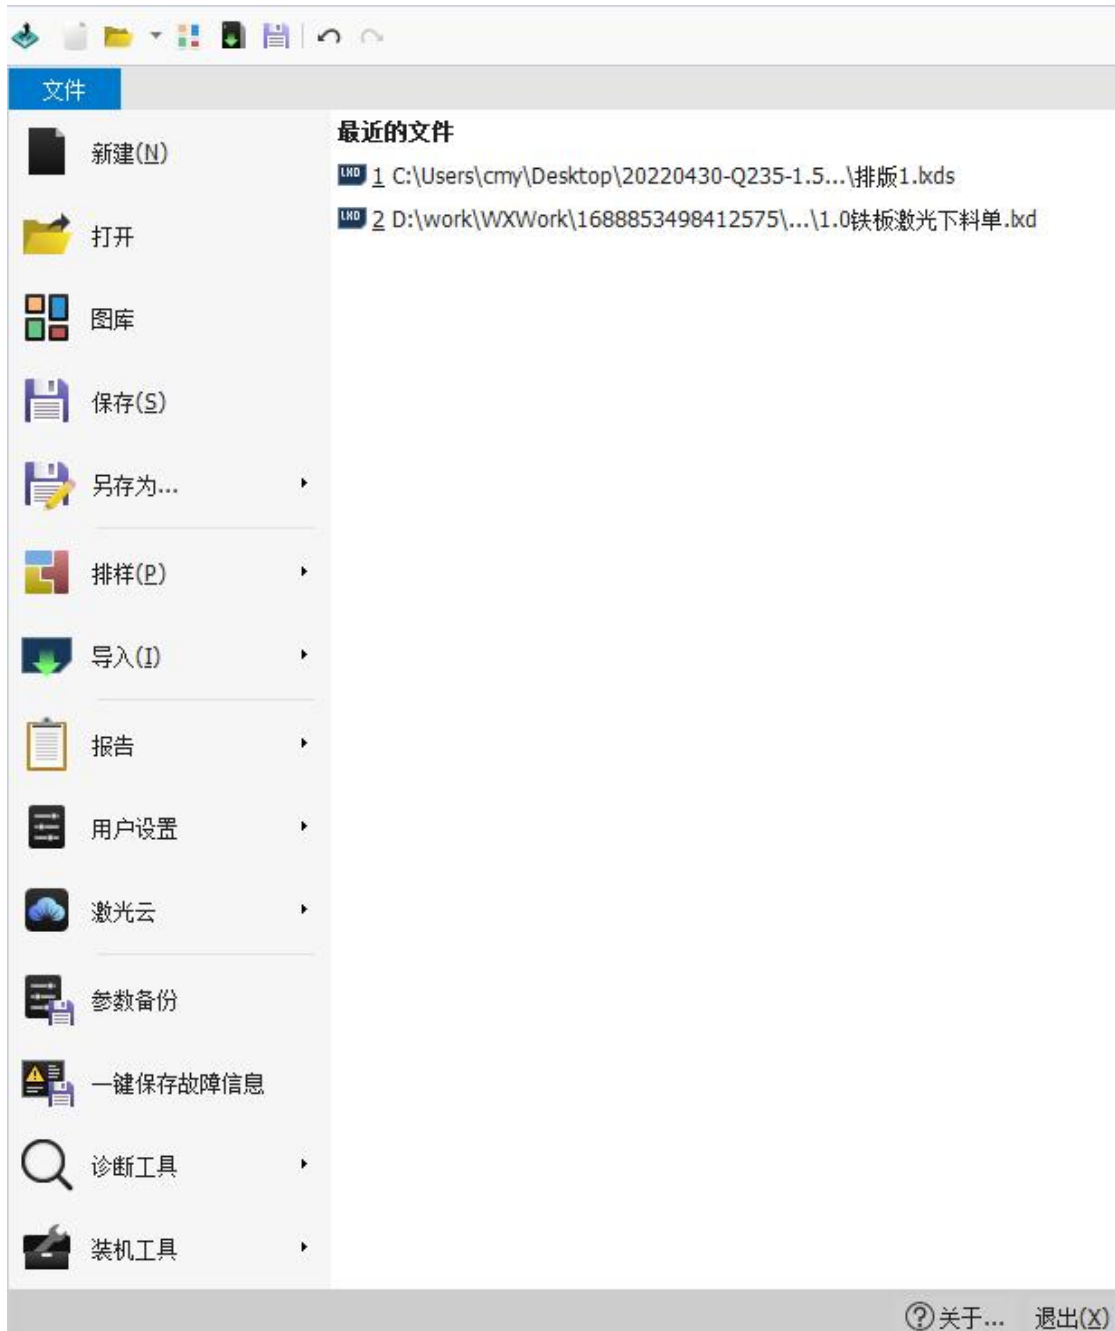 文件
新建(N)
打开
图库
保存(S)
另存为...
排样(P)
导入(I)
报告
用户设置
激光云
参数备份
一键保存故障信息
诊断工具
装机工具
最近的文件
LXD 1 C:\Users\cmy\Desktop\20220430-Q235-1.5...\排版1.lxds
LXD 2 D:\work\WXWork\1688853498412575\...\1.0铁板激光下料单.lxd
?关于... 退出(X)